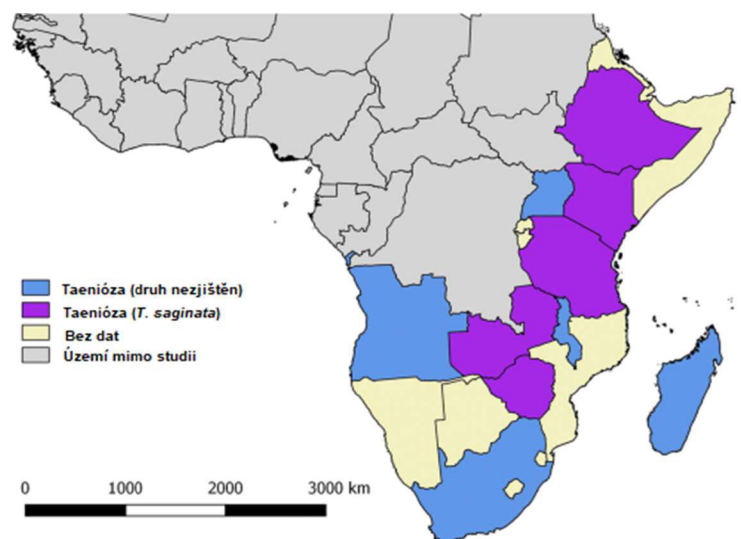 Taenióza (druh nezjištěn)
Taenióza (T. saginata)
Bez dat
Území mimo studii
0 1000 2000 3000 km